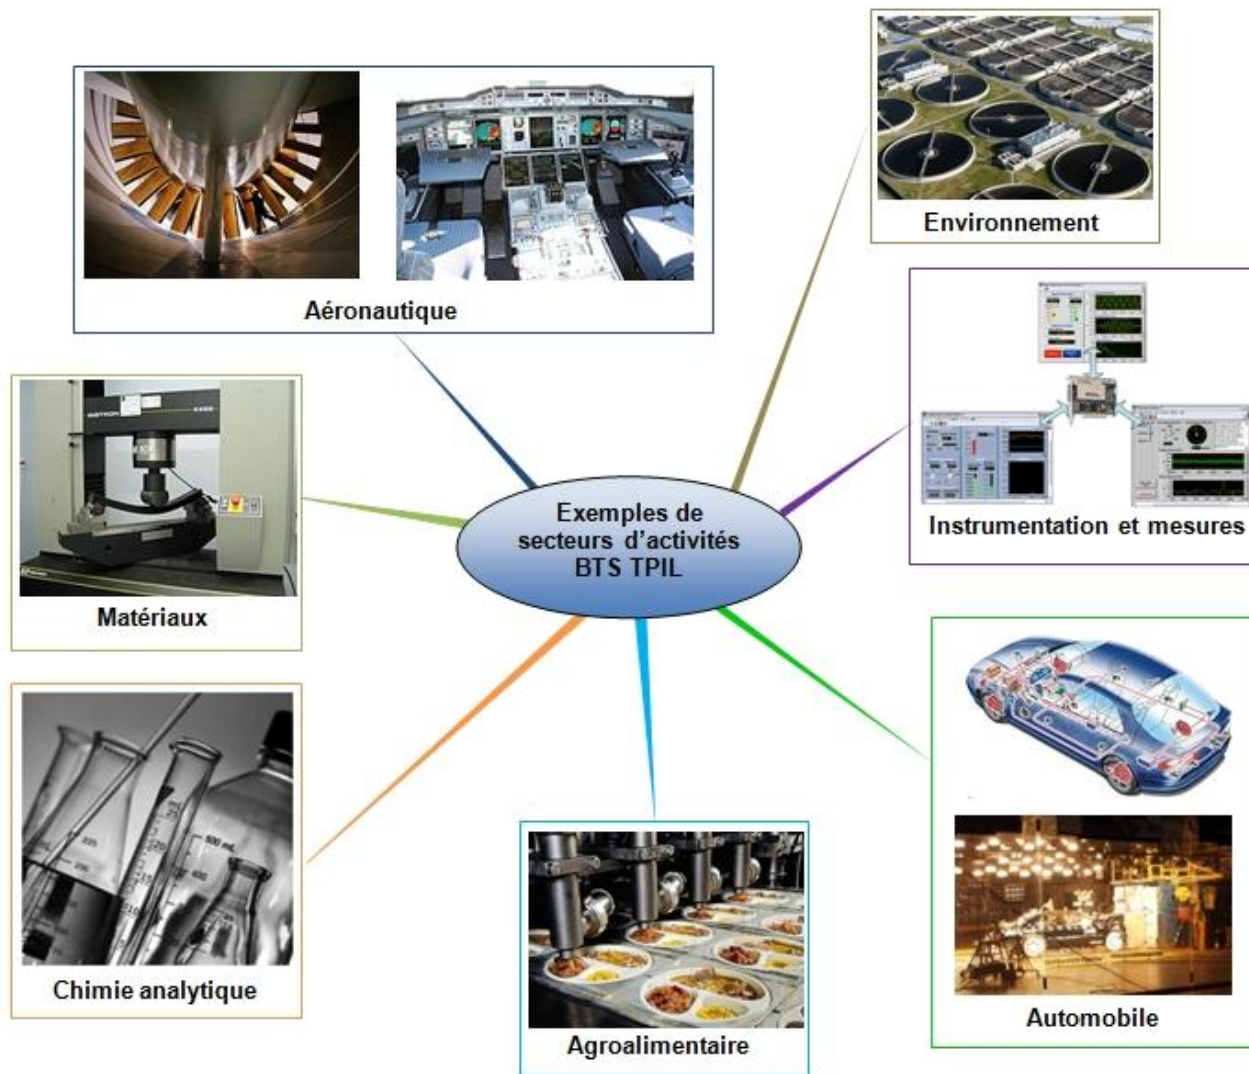 Environnement
Aéronautique
Instrumentation et mesures
Exemples de
secteurs d'activités
BTS TPIL
Matériaux
Chimie analytique
Agroalimentaire
Automobile